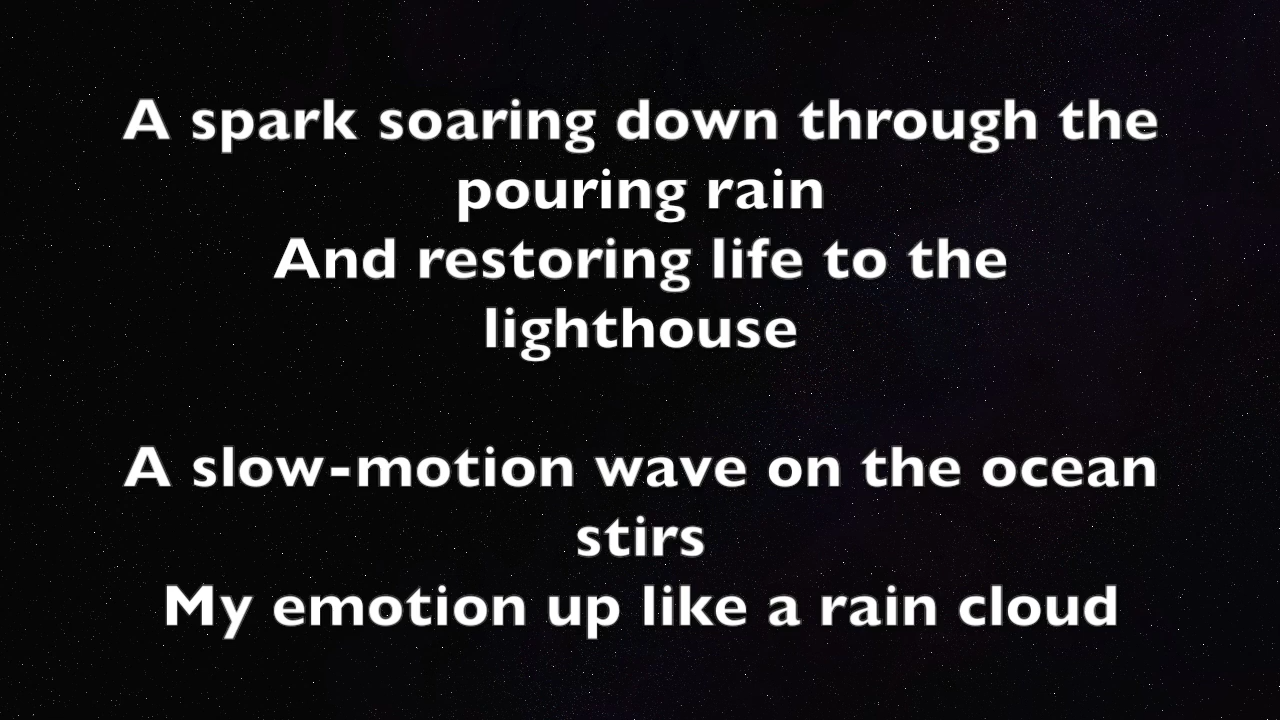 A spark soaring down through the
pouring rain
And restoring life to the
lighthouse
A slow-motion wave on the ocean
stirs
My emotion up like a rain cloud